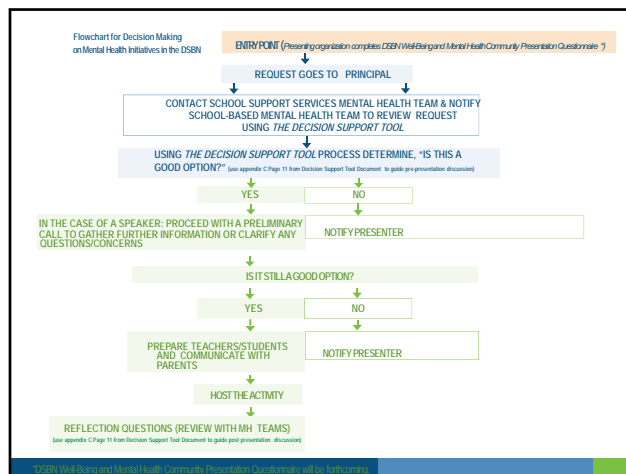 Flowchart for Decision Making
on Mental Health Initiatives in the DSBN
ENTRY POINT (Presenting organization completes DSBN Well-Being and Mental Health Community Presentation Questionnaire *)
REQUEST GOES TO PRINCIPAL
CONTACT SCHOOL SUPPORT SERVICES MENTAL HEALTH TEAM & NOTIFY
SCHOOL-BASED MENTAL HEALTH TEAM TO REVIEW REQUEST
USING THE DECISION SUPPORT TOOL
USING THE DECISION SUPPORT TOOL PROCESS DETERMINE, "IS THIS A
GOOD OPTION?" (use appendix C Page 11 from Decision Support Tool Document to guide pre-presentation discussion)
YES
NO
IN THE CASE OF A SPEAKER: PROCEED WITH A PRELIMINARY
CALL TO GATHER FURTHER INFORMATION OR CLARIFY ANY
QUESTIONS/CONCERNS
NOTIFY PRESENTER
IS IT STILL A GOOD OPTION?
YES
NO
PREPARE TEACHERS/STUDENTS
AND COMMUNICATE WITH
PARENTS
NOTIFY PRESENTER
HOST THE ACTIVITY
REFLECTION QUESTIONS (REVIEW WITH MH TEAMS)
(use appendix C Page 11 from Decision Support Tool Document to guide post presentation discussion)
*DSBN Well-Being and Mental Health Community Presentation Questionnaire will be forthcoming.